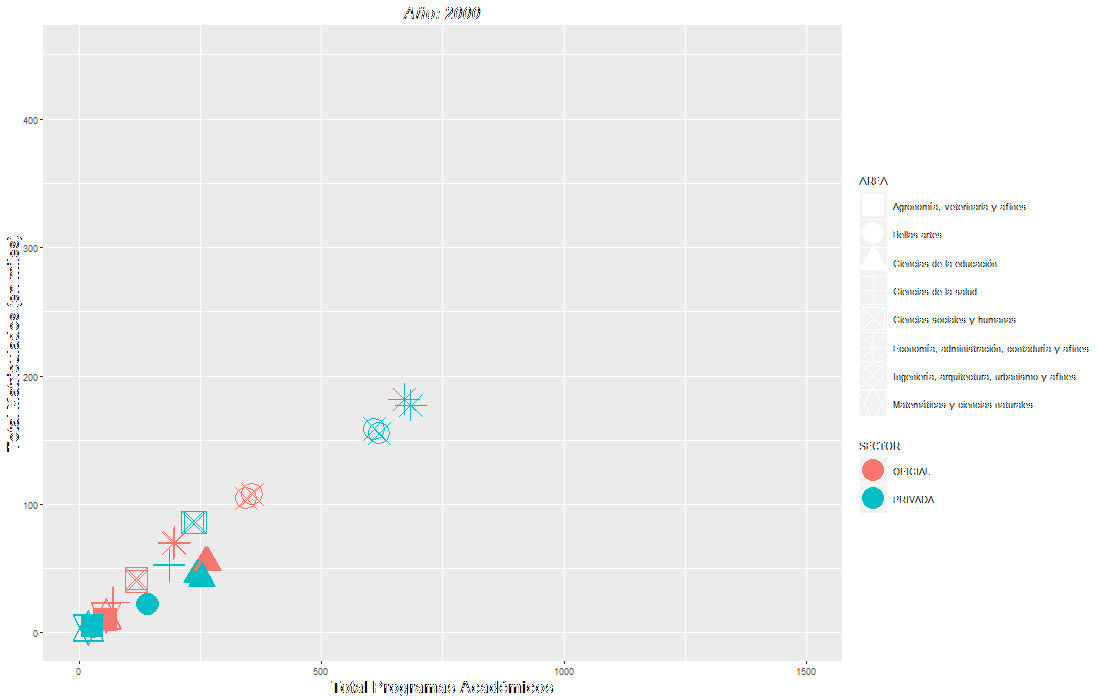 Año: 2000
Total Matriculados (en miles)
400
300
200
100
0
0
500
1000
1500
Total Programas Académicos
AREA
Agronomía, veterinaria y afines
Bellas artes
Ciencias de la educación
Ciencias de la salud
Ciencias sociales y humanas
Economía, administración, contaduría y afines
Ingeniería, arquitectura, urbanismo y afines
Matemáticas y ciencias naturales
SECTOR
OFICIAL
PRIVADA